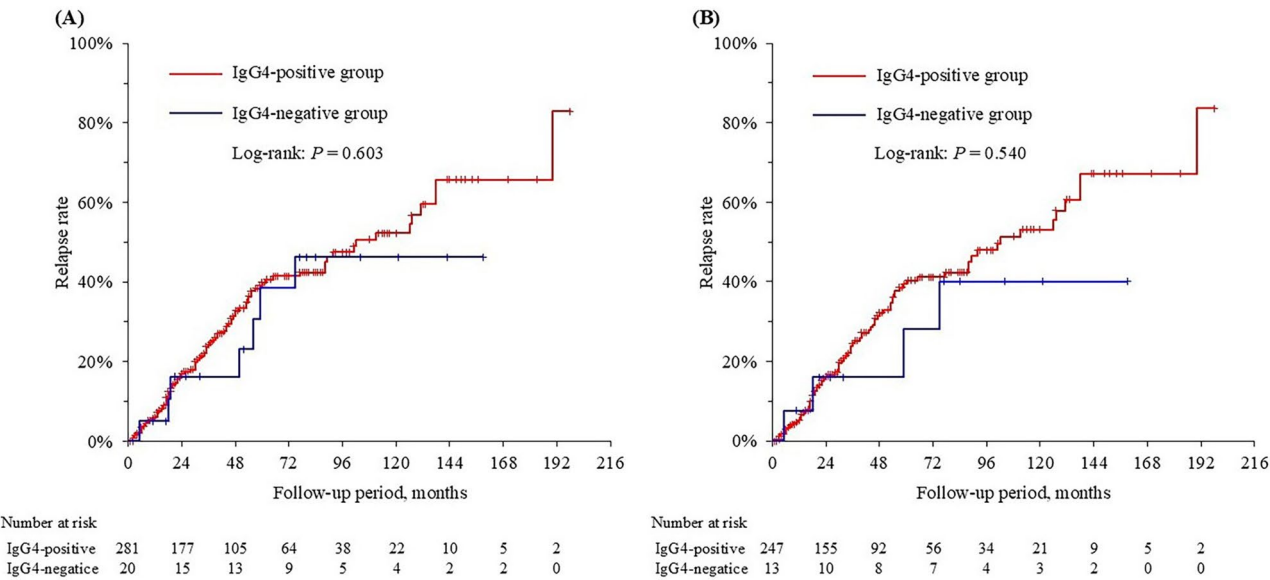 (A)
100%
80%
60%
40%
20%
0%
Relapse rate
IgG4-positive group
IgG4-negative group
Log-rank: P = 0.603
0 24 48 72 96 120 144 168 192 216
Follow-up period, months
Number at risk
IgG4-positive 281 177 105 64 38 22 10 5 2
IgG4-negatice 20 15 13 9 5 4 2 2 0
(B)
100%
80%
60%
40%
20%
0%
Relapse rate
IgG4-positive group
IgG4-negative group
Log-rank: P = 0.540
0 24 48 72 96 120 144 168 192 216
Follow-up period, months
Number at risk
IgG4-positive 247 155 92 56 34 21 9 5 2
IgG4-negatice 13 10 8 7 4 3 2 0 0